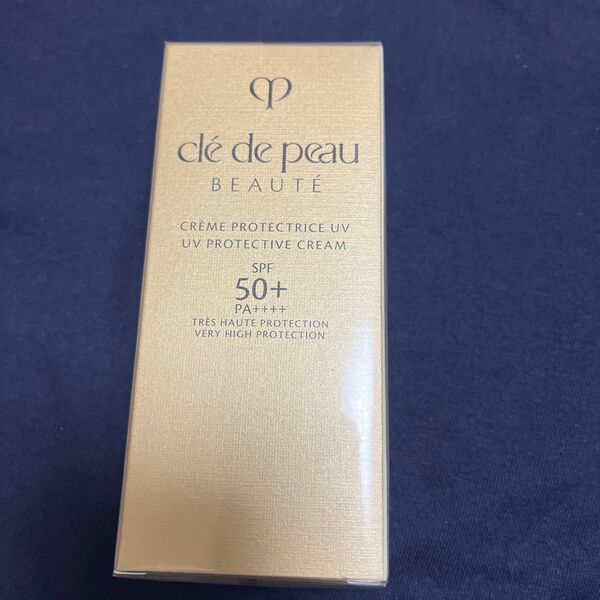 clé de peau
BEAUTÉ
CRÈME PROTECTRICE UV
UV PROTECTIVE CREAM
SPF
50+
PA++++
TRÈS HAUTE PROTECTION
VERY HIGH PROTECTION